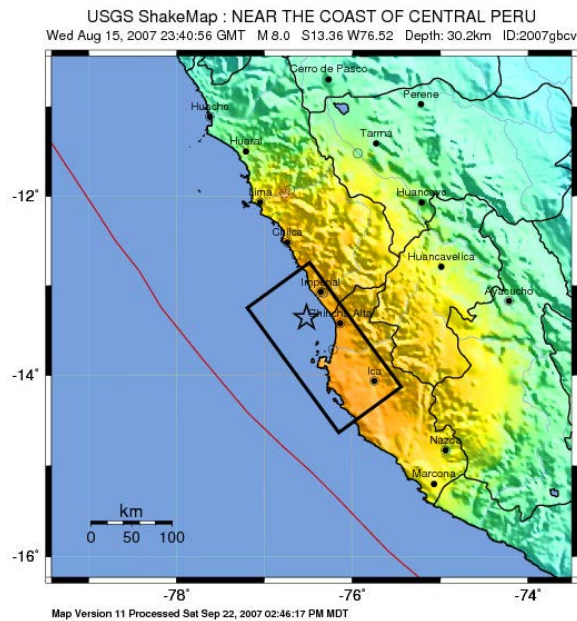 USGS ShakeMap : NEAR THE COAST OF CENTRAL PERU
Wed Aug 15, 2007 23:40:56 GMT M 8.0 S13.36 W76.52 Depth: 30.2km ID:2007gbcv
Cerro de Pasco
Perene
Huacho
Tarma
Huaral
-12°
Lima
Huancayo
Chilca
Huancavelica
Imperial
Ayacucho
Chincha Alta
-14°
Ica
Nazca
Marcona
km
0 50 100
-16°
-78° -76° -74°
Map Version 11 Processed Sat Sep 22, 2007 02:46:17 PM MDT